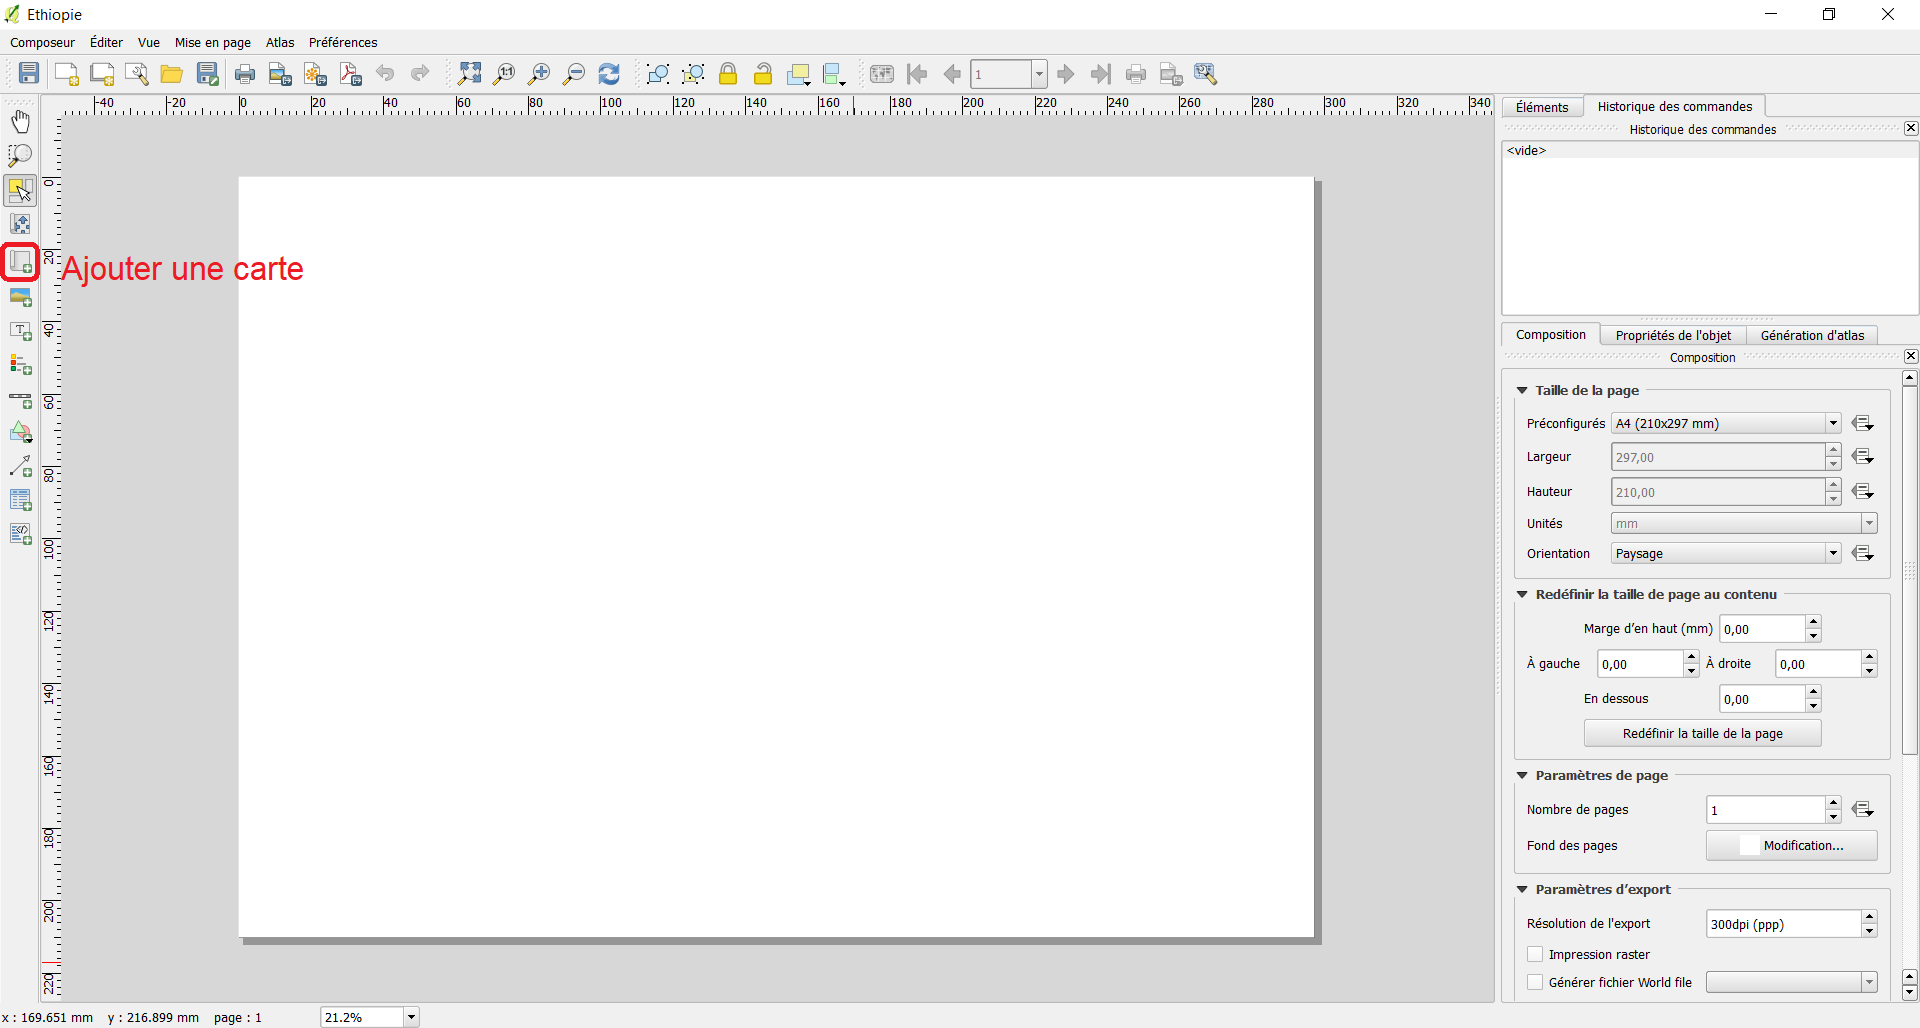 Ethiopie
Composeur Éditer Vue Mise en page Atlas Préférences
1:1
1
-40 -20 0 20 40 60 80 100 120 140 160 180 200 220 240 260 280 300 320 340
0
20
40
60
80
100
120
140
160
180
200
220
Ajouter une carte
Éléments Historique des commandes
Historique des commandes
<vide>
Composition Propriétés de l'objet Génération d'atlas
Composition
Taille de la page
Préconfigurés A4 (210x297 mm)
Largeur 297,00
Hauteur 210,00
Unités mm
Orientation Paysage
Redéfinir la taille de page au contenu
Marge d’en haut (mm) 0,00
À gauche 0,00 À droite 0,00
En dessous 0,00
Redéfinir la taille de la page
Paramètres de page
Nombre de pages 1
Fond des pages Modification...
Paramètres d’export
Résolution de l'export 300dpi (ppp)
Impression raster
Générer fichier World file
x : 169.651 mm y : 216.899 mm page : 1 21.2%